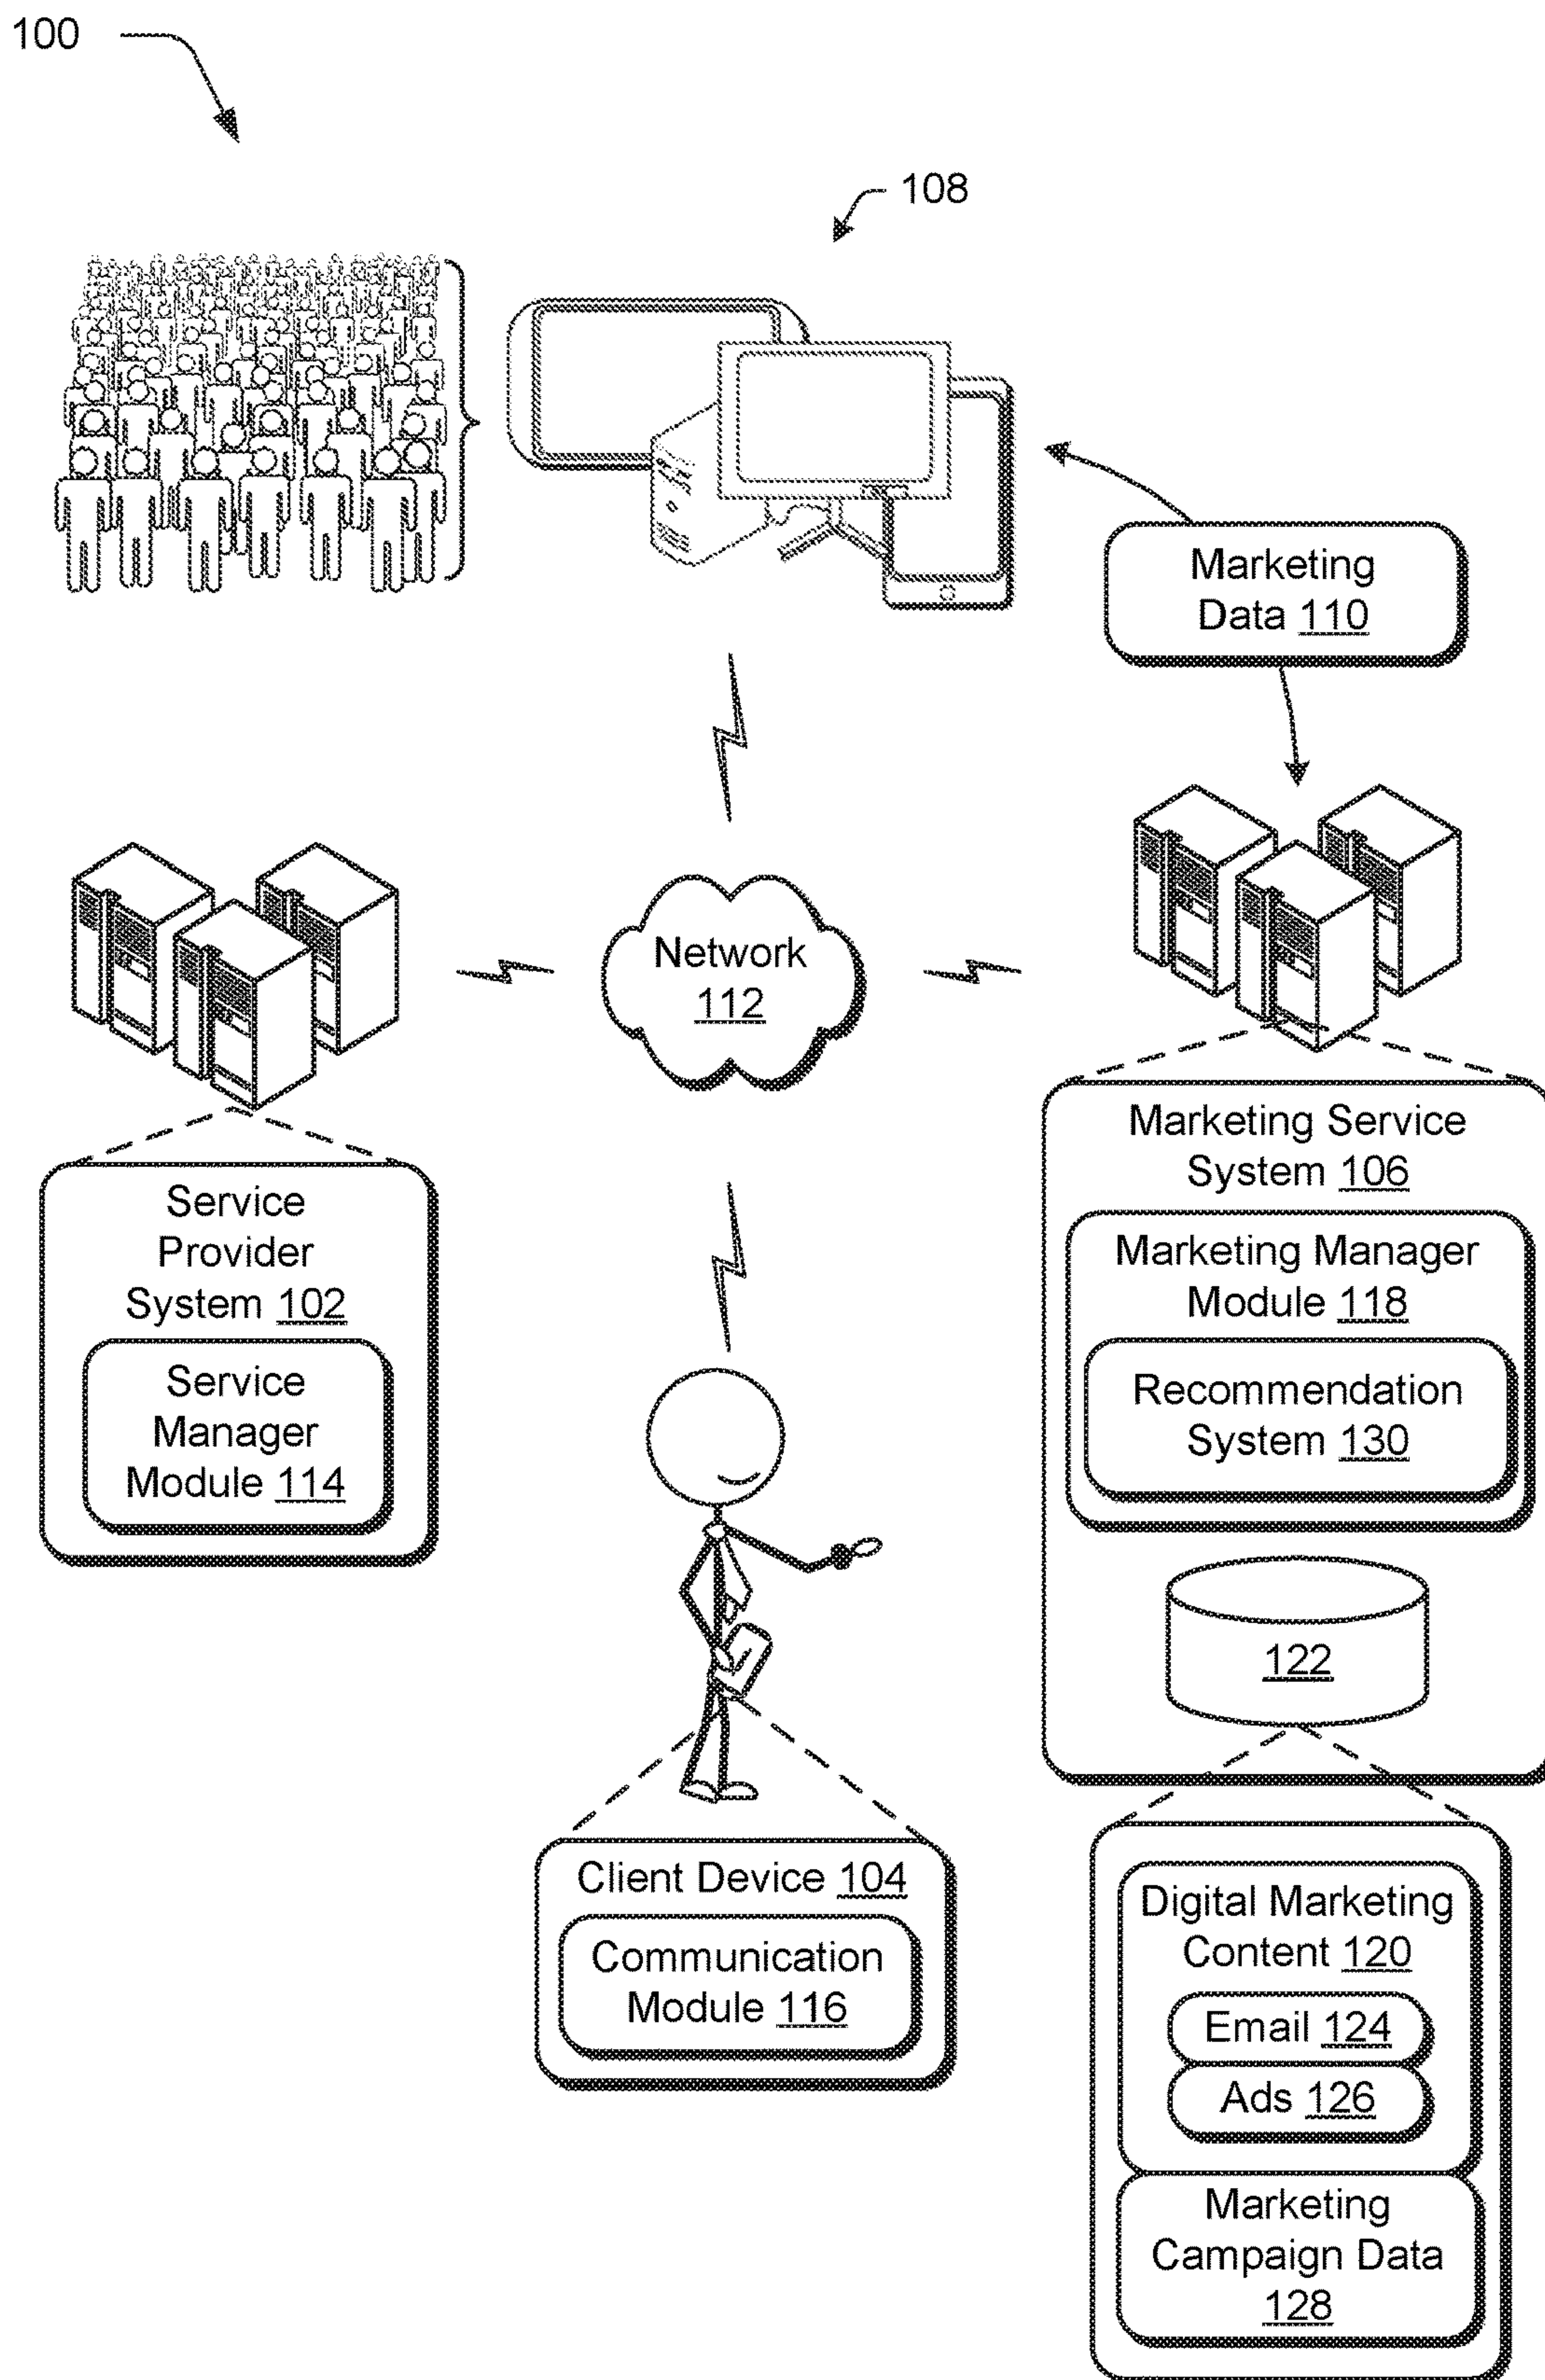 100
108
Marketing
Data 110
Network
112
Service
Provider
System 102
Service
Manager
Module 114
Marketing Service
System 106
Marketing Manager
Module 118
Recommendation
System 130
122
Client Device 104
Communication
Module 116
Digital Marketing
Content 120
Email 124
Ads 126
Marketing
Campaign Data
128